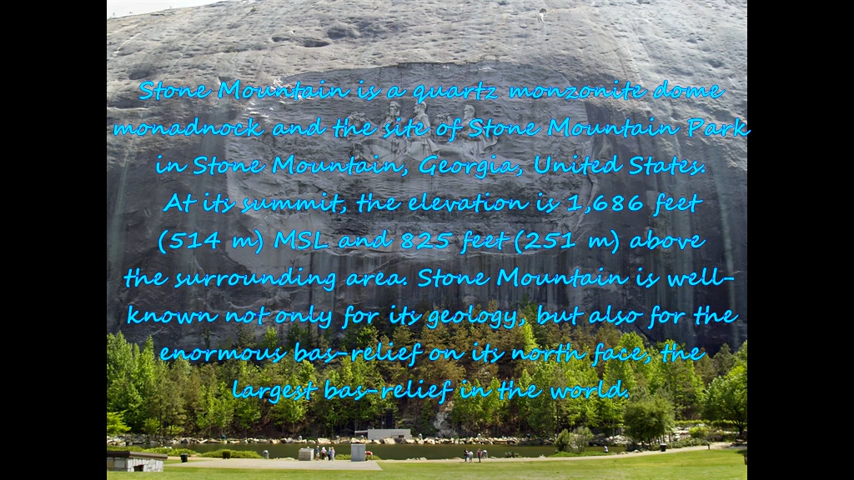 Stone Mountain is a quartz monzonite dome
monadnock and the site of Stone Mountain Park
in Stone Mountain, Georgia, United States.
At its summit, the elevation is 1,686 feet
(514 m) MSL and 825 feet (251 m) above
the surrounding area. Stone Mountain is well-
known not only for its geology, but also for the
enormous bas-relief on its north face, the
largest bas-relief in the world.